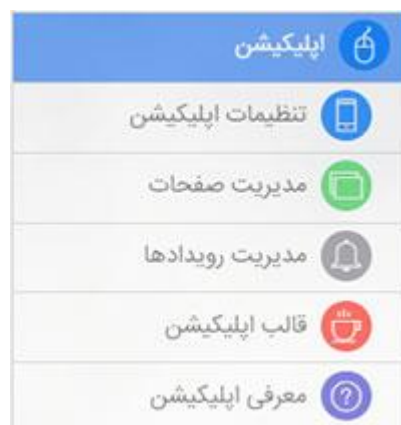 اپلیکیشن
تنظیمات اپلیکیشن
مدیریت صفحات
مدیریت رویدادها
قالب اپلیکیشن
معرفی اپلیکیشن